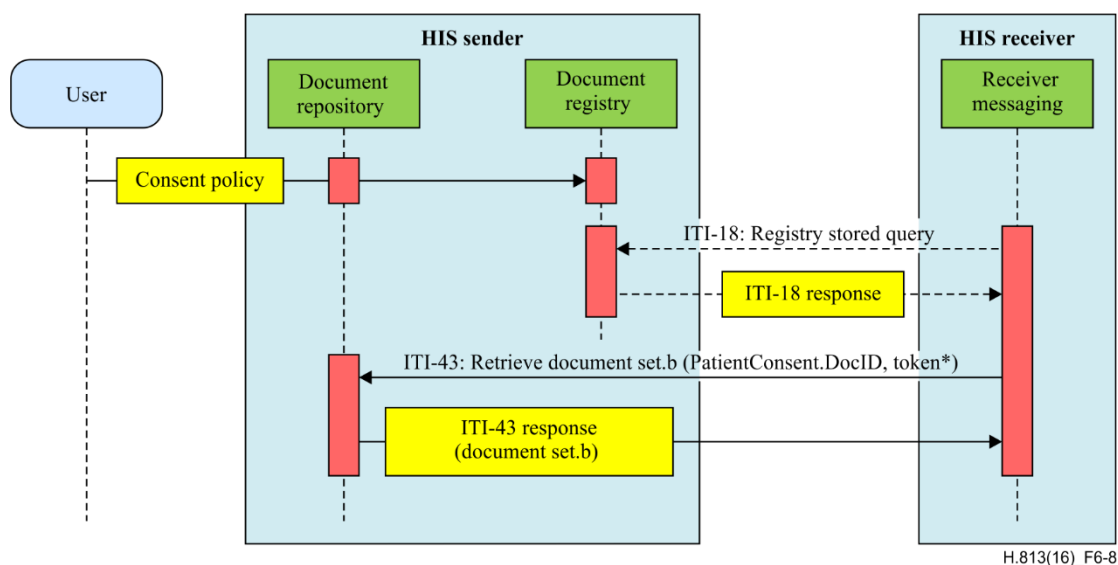 HIS sender
HIS receiver
User
Document
repository
Document
registry
Receiver
messaging
Consent policy
ITI-18: Registry stored query
ITI-18 response
ITI-43: Retrieve document set.b (PatientConsent.DocID, token*)
ITI-43 response
(document set.b)
H.813(16)_F6-8